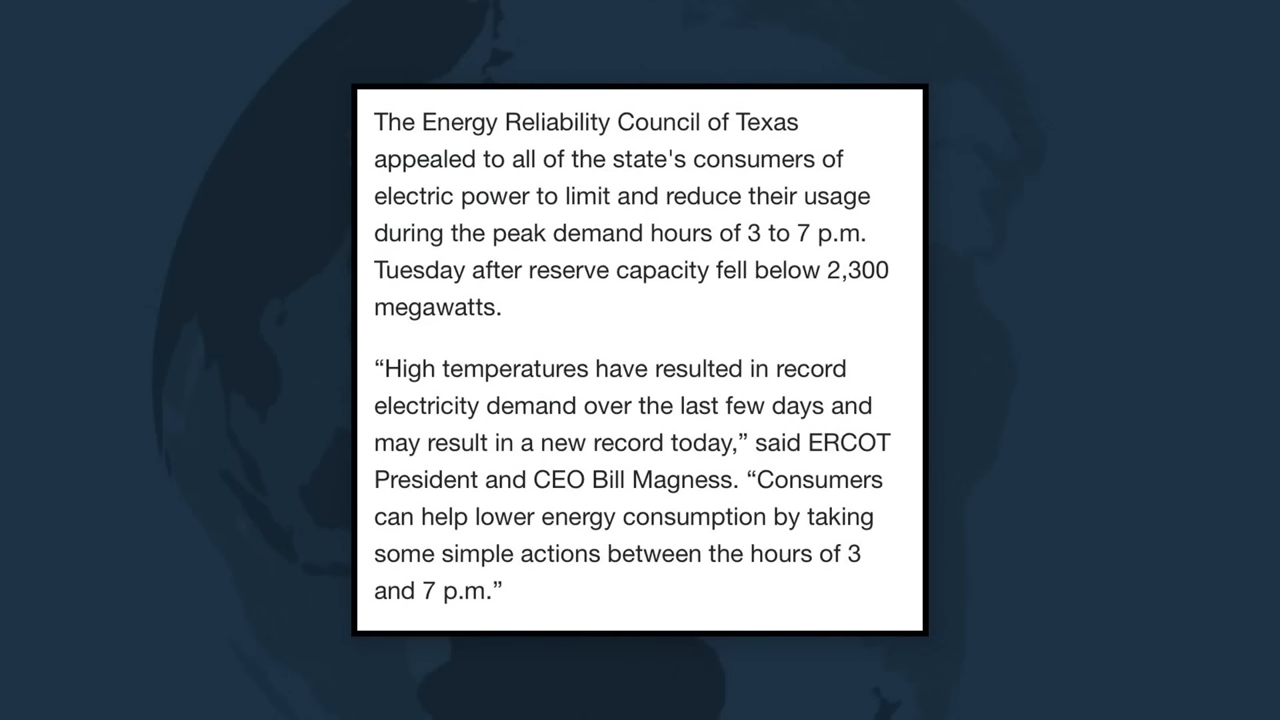 The Energy Reliability Council of Texas
appealed to all of the state's consumers of
electric power to limit and reduce their usage
during the peak demand hours of 3 to 7 p.m.
Tuesday after reserve capacity fell below 2,300
megawatts.
“High temperatures have resulted in record
electricity demand over the last few days and
may result in a new record today,” said ERCOT
President and CEO Bill Magness. “Consumers
can help lower energy consumption by taking
some simple actions between the hours of 3
and 7 p.m.”